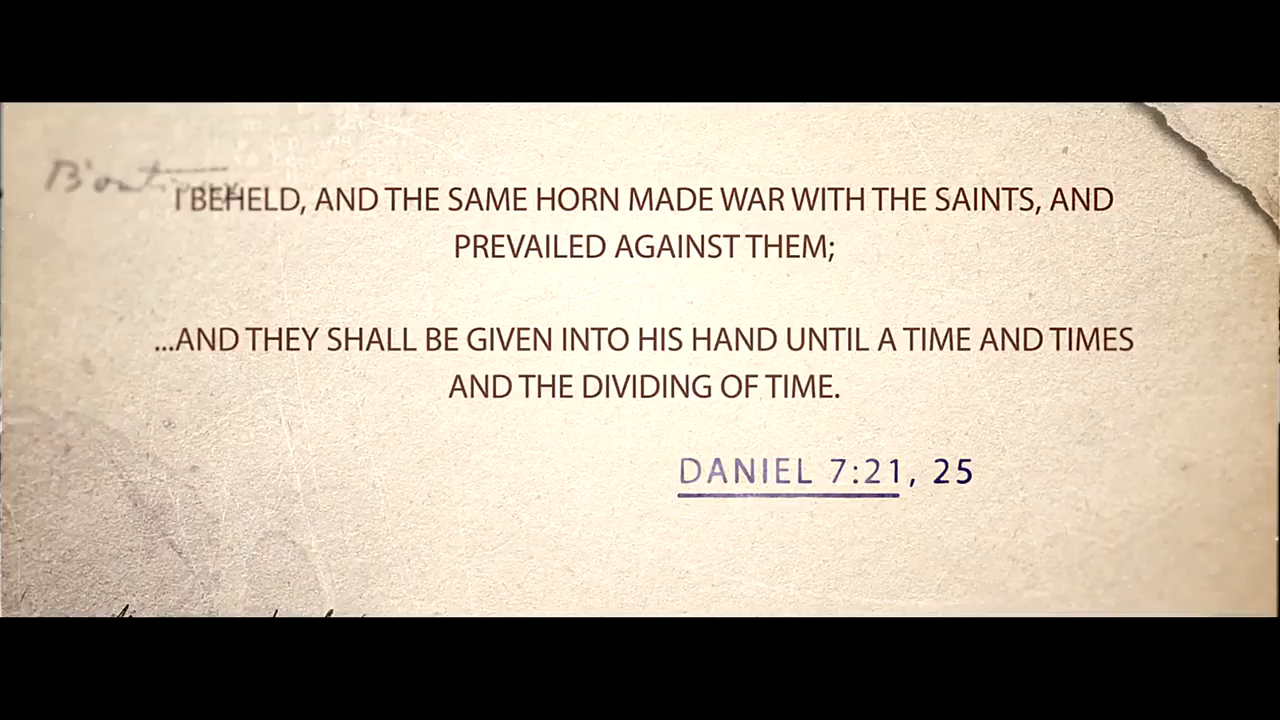 I BEHELD, AND THE SAME HORN MADE WAR WITH THE SAINTS, AND
PREVAILED AGAINST THEM;
...AND THEY SHALL BE GIVEN INTO HIS HAND UNTIL A TIME AND TIMES
AND THE DIVIDING OF TIME.
DANIEL 7:21, 25